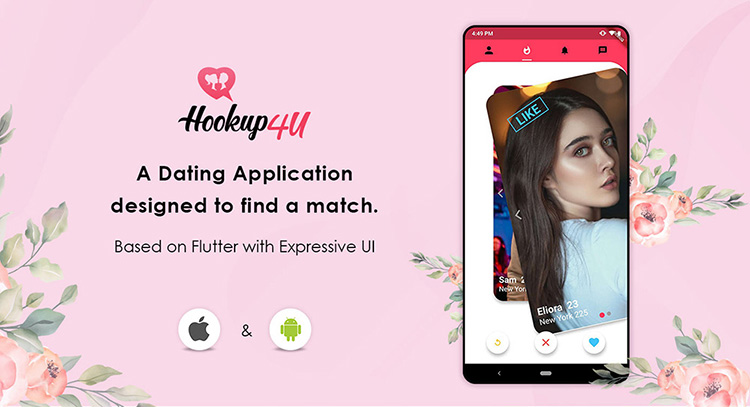 Hookup4U
A Dating Application
designed to find a match.
Based on Flutter with Expressive UI
&
4:49 PM
LIKE
Sam 2
New York
Eliora 23
New York 225